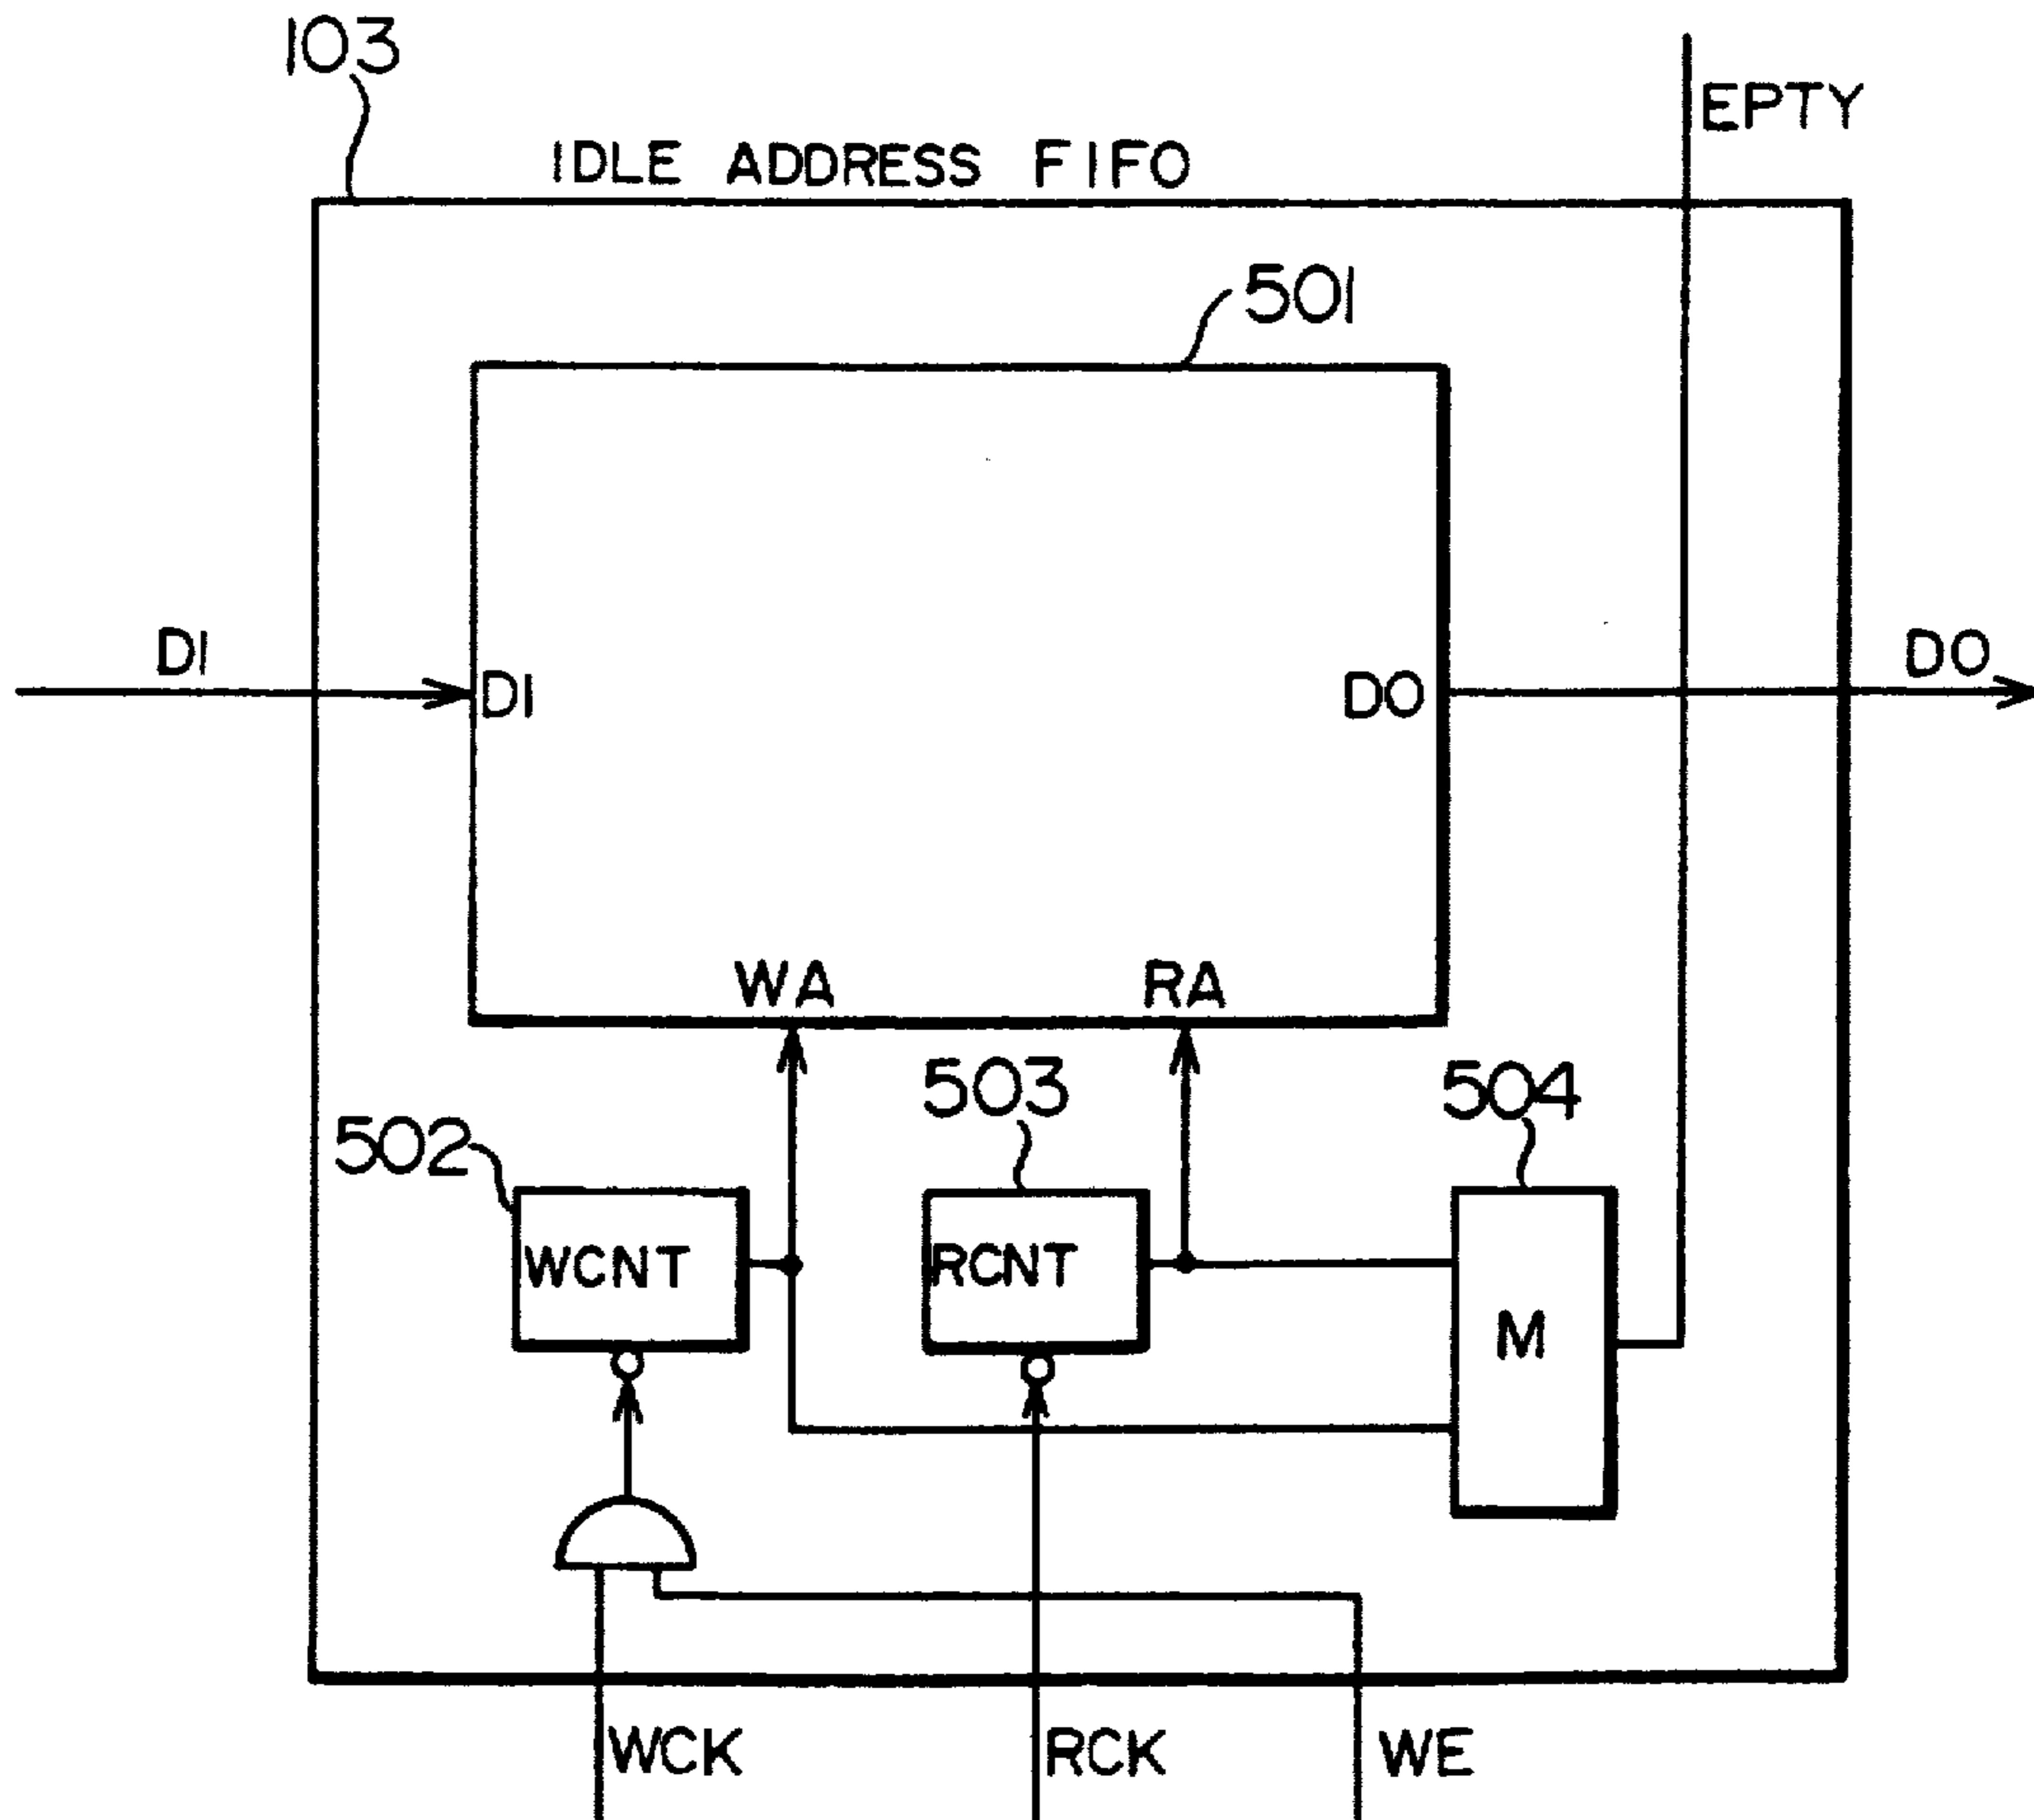 103
EPTY
IDLE ADDRESS FIFO
501
DI
DI
DO
DO
WA
RA
503
504
502
WCNT
RCNT
M
WCK
RCK
WE